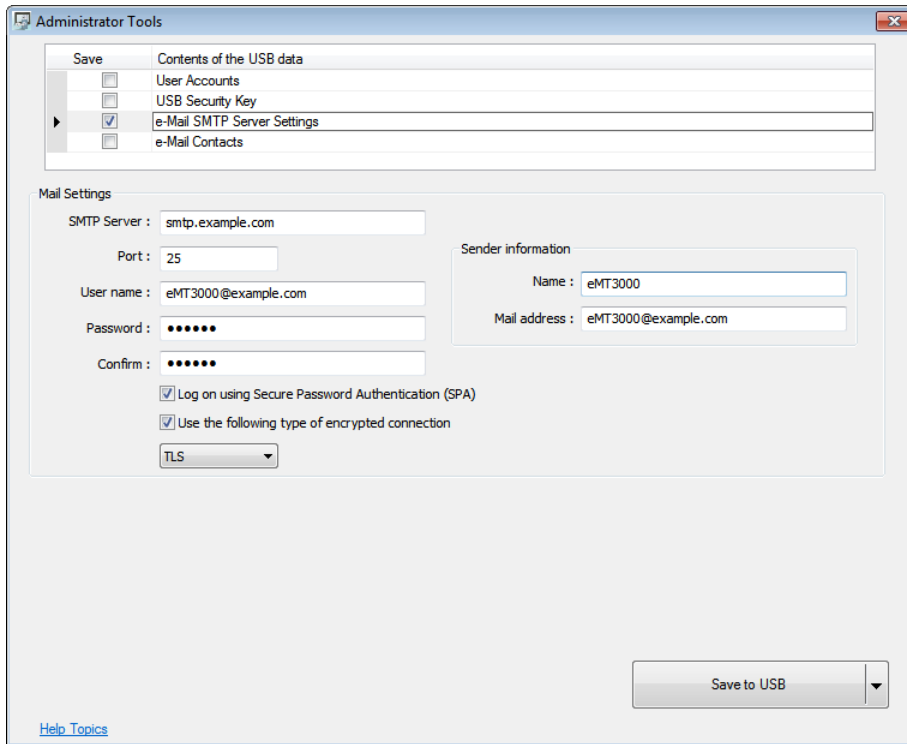 Administrator Tools
Save Contents of the USB data
User Accounts
USB Security Key
e-Mail SMTP Server Settings
e-Mail Contacts
Mail Settings
SMTP Server : smtp.example.com
Port : 25
User name : eMT3000@example.com
Password : ••••••
Confirm : ••••••
Log on using Secure Password Authentication (SPA)
Use the following type of encrypted connection
TLS
Sender information
Name : eMT3000
Mail address : eMT3000@example.com
Save to USB
Help Topics